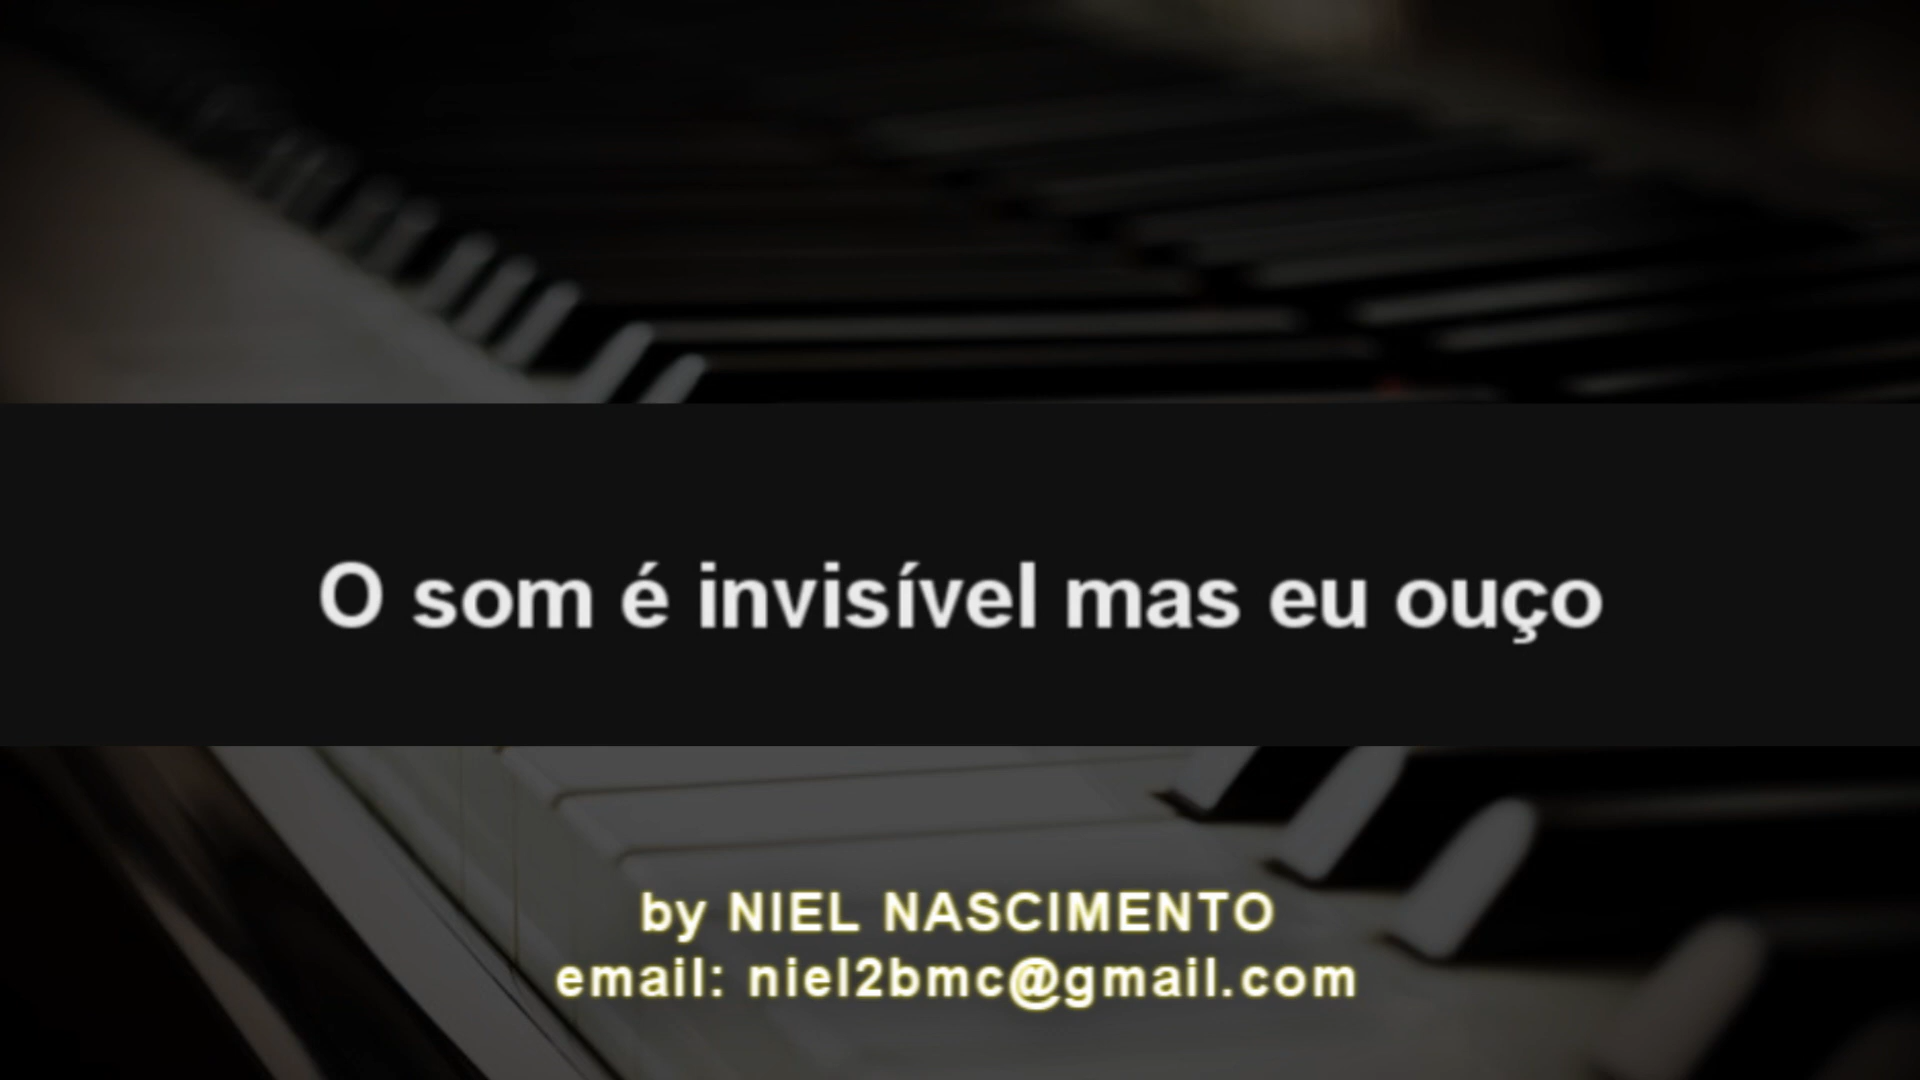 O som é invisível mas eu ouço
by NIEL NASCIMENTO
email: niel2bmc@gmail.com